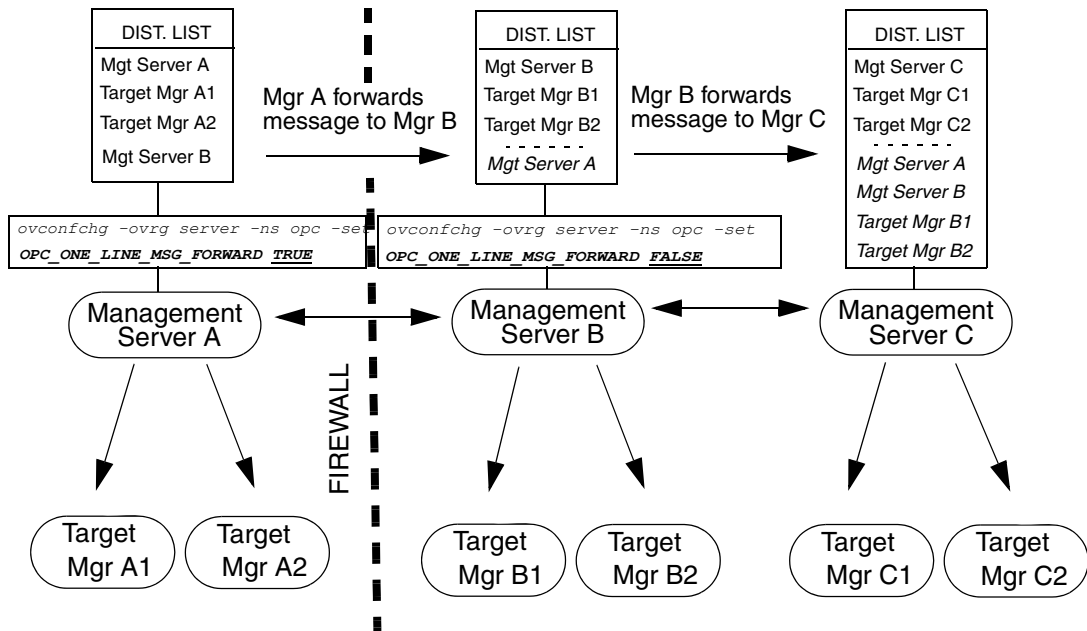 DIST. LIST
Mgt Server A
Target Mgr A1
Target Mgr A2
Mgt Server B
Mgr A forwards
message to Mgr B
DIST. LIST
Mgt Server B
Target Mgr B1
Target Mgr B2
Mgt Server A
Mgr B forwards
message to Mgr C
DIST. LIST
Mgt Server C
Target Mgr C1
Target Mgr C2
Mgt Server A
Mgt Server B
Target Mgr B1
Target Mgr B2
ovconfchg -ovrg server -ns opc -set
OPC_ONE_LINE_MSG_FORWARD TRUE
ovconfchg -ovrg server -ns opc -set
OPC_ONE_LINE_MSG_FORWARD FALSE
Management
Server A
Management
Server B
Management
Server C
FIREWALL
Target
Mgr A1
Target
Mgr A2
Target
Mgr B1
Target
Mgr B2
Target
Mgr C1
Target
Mgr C2